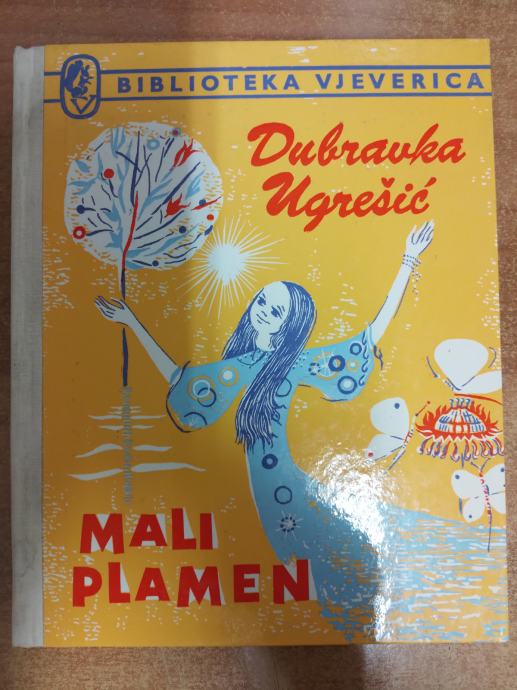 BIBLIOTEKA VJEVERICA
Dubravka
Ugrešić
MALI
PLAMEN